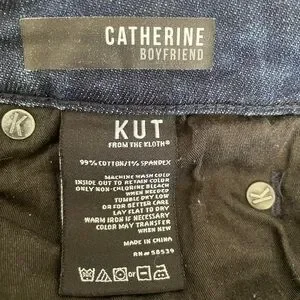 CATHERINE
BOYFRIEND
KUT
FROM THE KLOTH®
99% COTTON/1% SPANDEX
MACHINE WASH COLD
INSIDE OUT TO RETAIN COLOR
ONLY NON-CHLORINE BLEACH
WHEN NEEDED
TUMBLE DRY LOW
OR FOR BETTER CARE
LAY FLAT TO DRY
WARM IRON IF NECESSARY
COLOR MAY TRANSFER
WHEN NEW
MADE IN CHINA
RN# 58539
K
OR
K